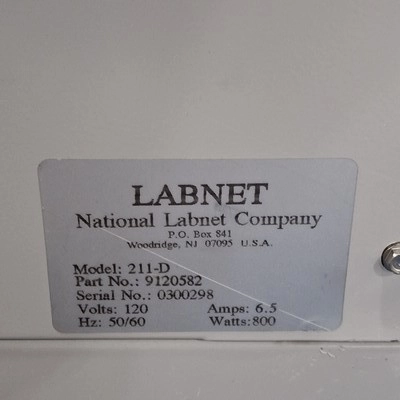 LABNET
National Labnet Company
P.O. Box 841
Woodridge, NJ 07095 U.S.A.
Model: 211-D
Part No.: 9120582
Serial No.: 0300298
Volts: 120 Amps: 6.5
Hz: 50/60 Watts:800